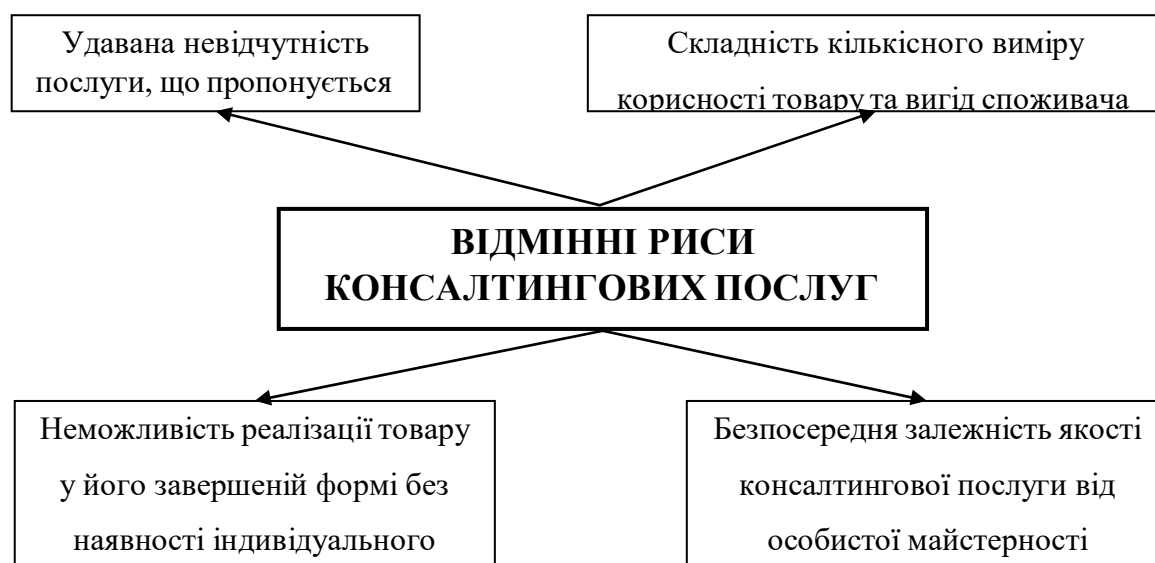 Удавана невідчутність
послуги, що пропонується
Складність кількісного виміру
корисності товару та вигід споживача
ВІДМІННІ РИСИ
КОНСАЛТИНГОВИХ ПОСЛУГ
Неможливість реалізації товару
у його завершеній формі без
наявності індивідуального
Безпосередня залежність якості
консалтингової послуги від
особистої майстерності